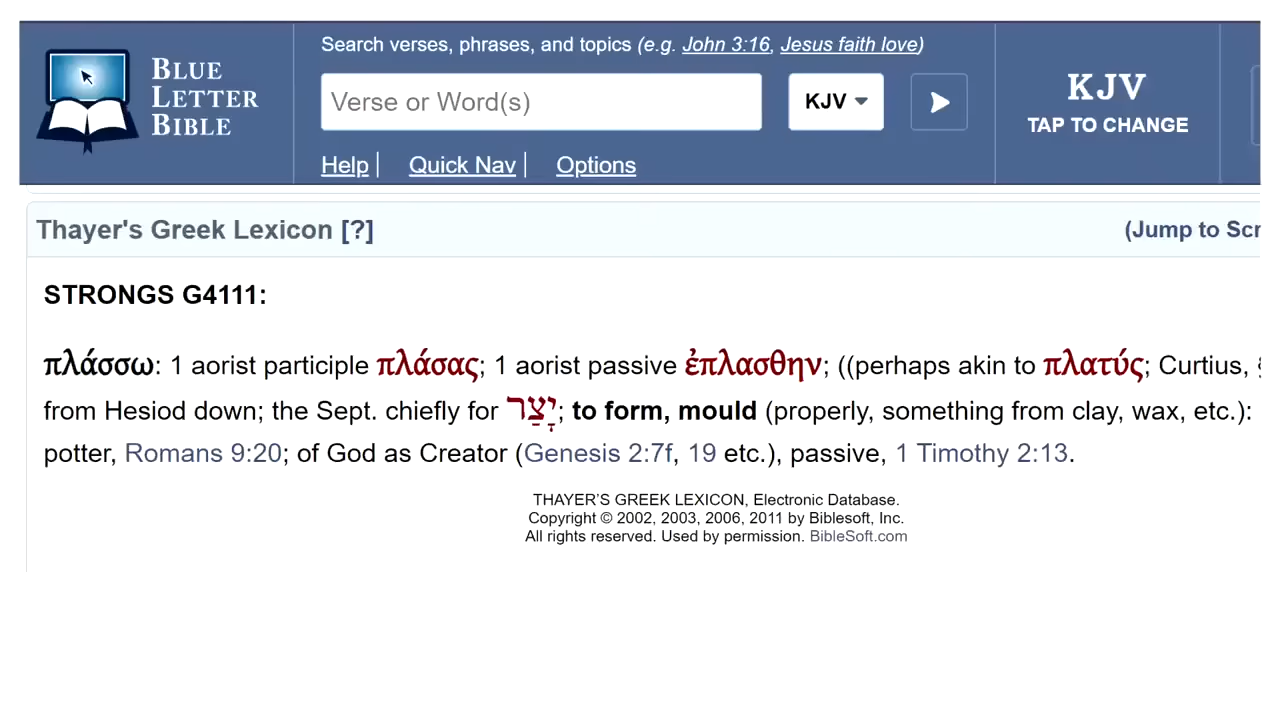 BLUE LETTER BIBLE
Search verses, phrases, and topics (e.g. John 3:16, Jesus faith love)
Verse or Word(s)
KJV
KJV
TAP TO CHANGE
Help
Quick Nav
Options
Thayer's Greek Lexicon [?]
(Jump to Scr
STRONGS G4111:
πλάσσω: 1 aorist participle πλάσας; 1 aorist passive ἐπλασθην; ((perhaps akin to πλατύς; Curtius,
from Hesiod down; the Sept. chiefly for יָצַר; to form, mould (properly, something from clay, wax, etc.):
potter, Romans 9:20; of God as Creator (Genesis 2:7f, 19 etc.), passive, 1 Timothy 2:13.
THAYER’S GREEK LEXICON, Electronic Database.
Copyright © 2002, 2003, 2006, 2011 by Biblesoft, Inc.
All rights reserved. Used by permission. BibleSoft.com